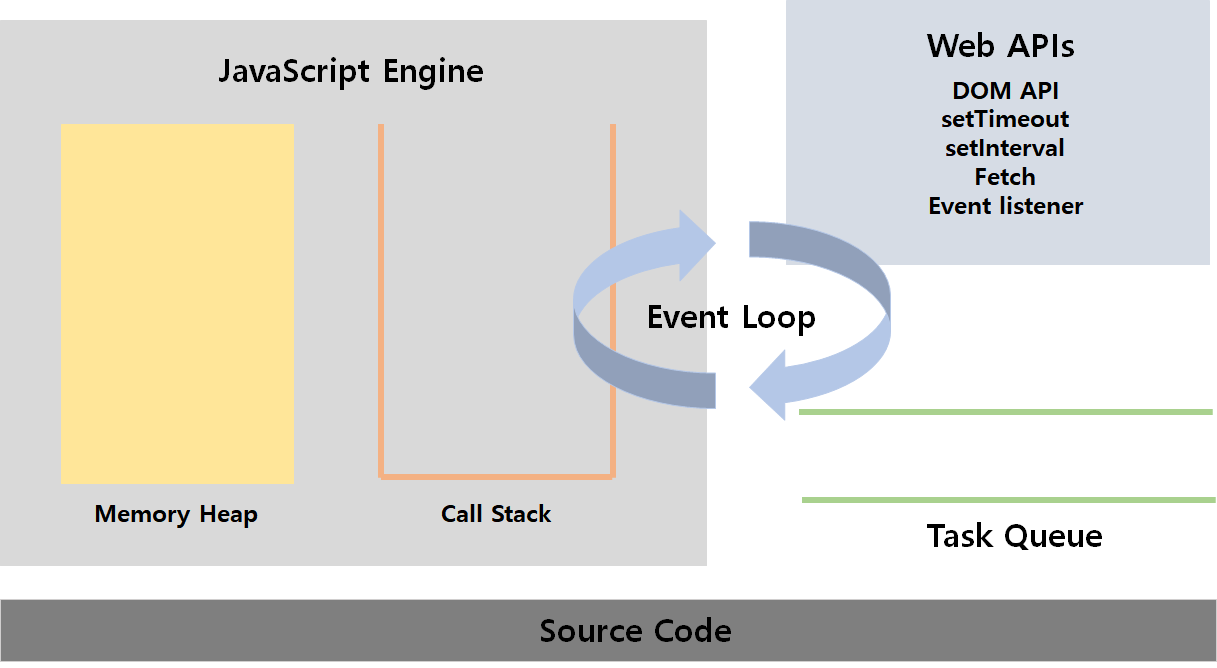 JavaScript Engine
Web APIs
DOM API
setTimeout
setInterval
Fetch
Event listener
Event Loop
Memory Heap
Call Stack
Task Queue
Source Code